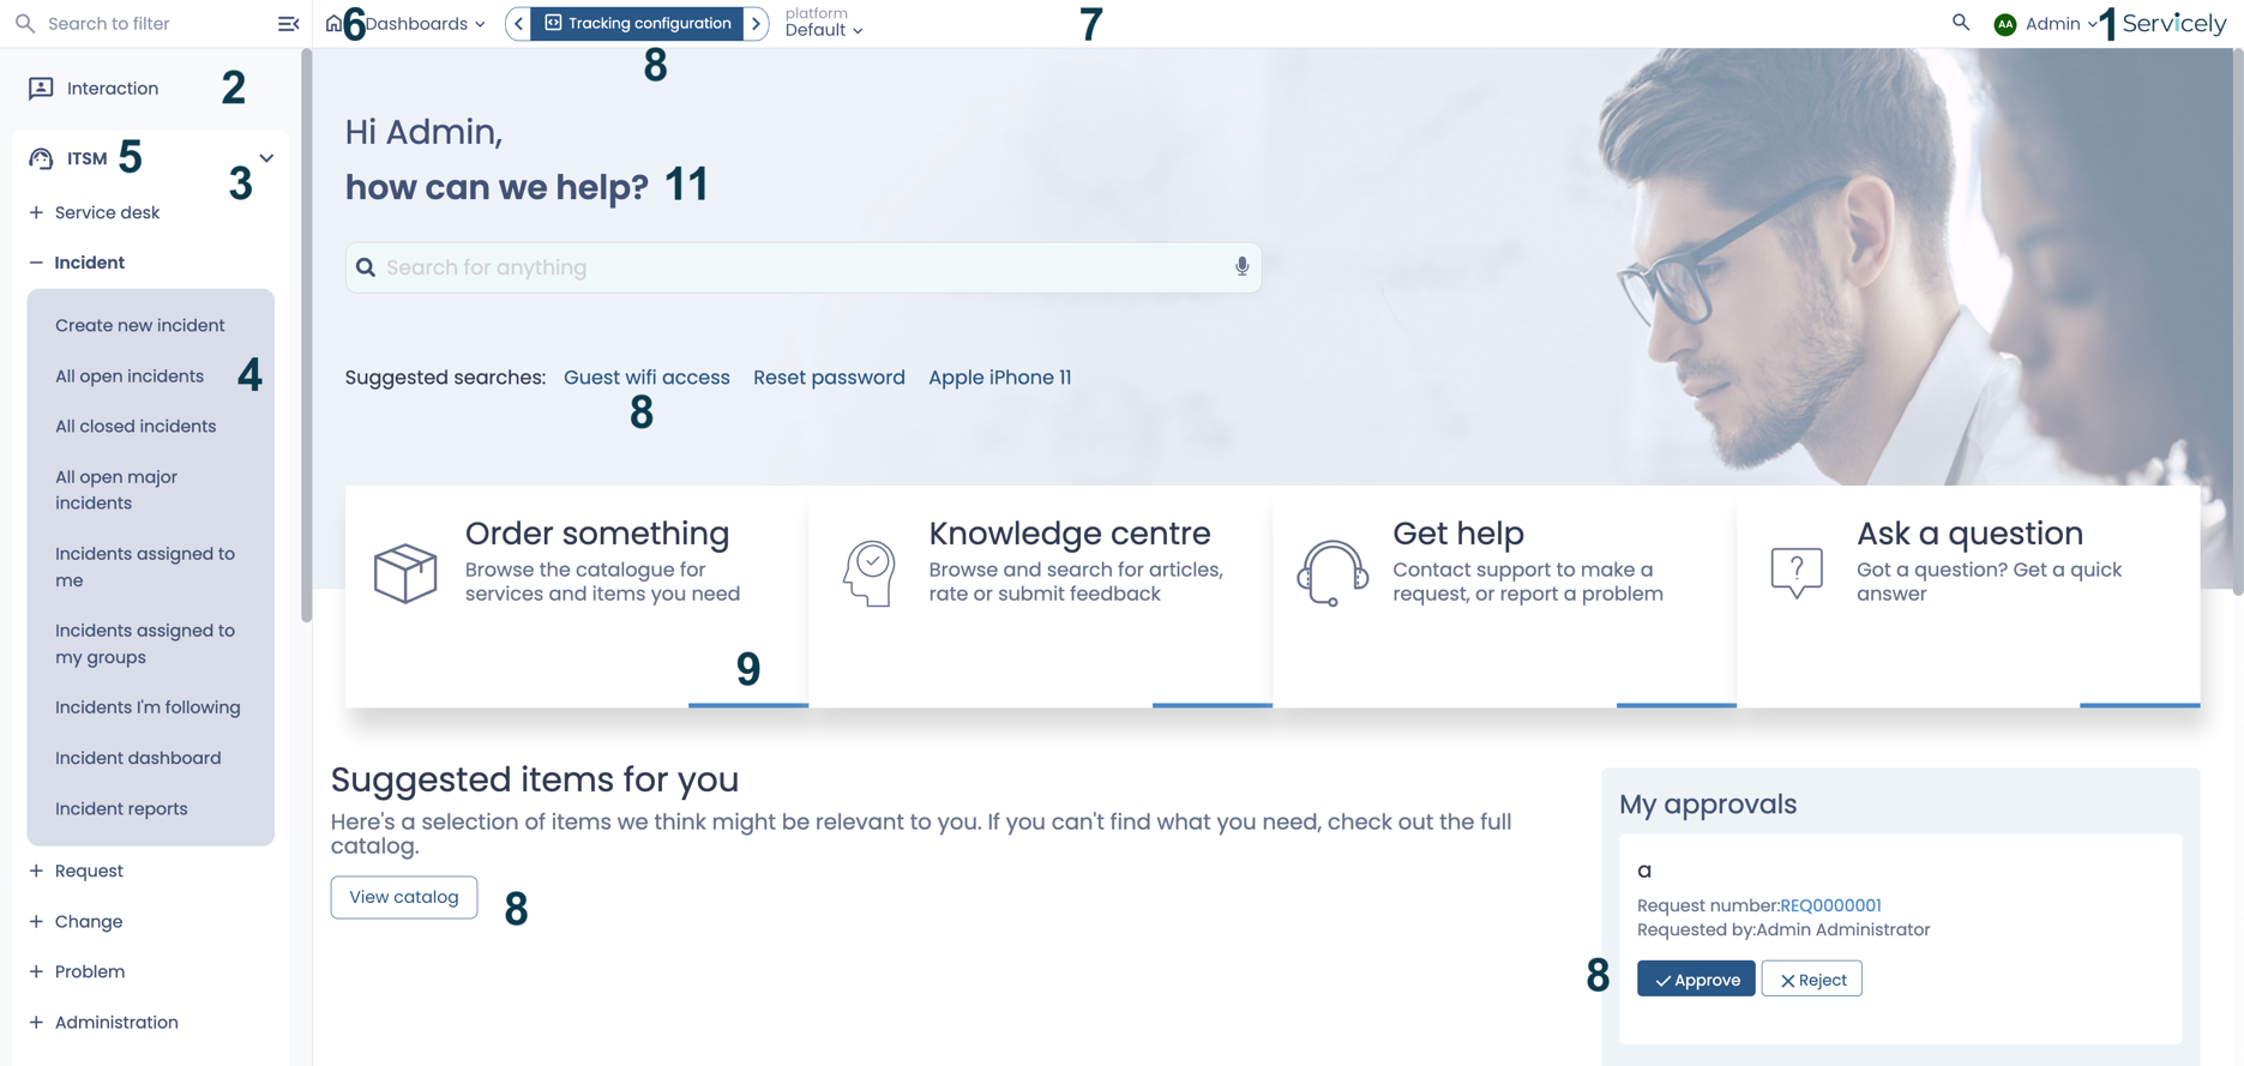 Search to filter
6 Dashboards
Tracking configuration
platform
Default
7
AA Admin
1
Servicely
8
Interaction 2
ITSM 5
3
+ Service desk
− Incident
Create new incident
All open incidents 4
All closed incidents
All open major
incidents
Incidents assigned to
me
Incidents assigned to
my groups
Incidents I'm following
Incident dashboard
Incident reports
+ Request
+ Change
+ Problem
+ Administration
Hi Admin,
how can we help? 11
Search for anything
Suggested searches: Guest wifi access Reset password Apple iPhone 11
8
Order something
Browse the catalogue for
services and items you need
9
Knowledge centre
Browse and search for articles,
rate or submit feedback
Get help
Contact support to make a
request, or report a problem
Ask a question
Got a question? Get a quick
answer
?
Suggested items for you
Here's a selection of items we think might be relevant to you. If you can't find what you need, check out the full
catalog.
View catalog 8
My approvals
a
Request number:REQ0000001
Requested by:Admin Administrator
8 Approve Reject